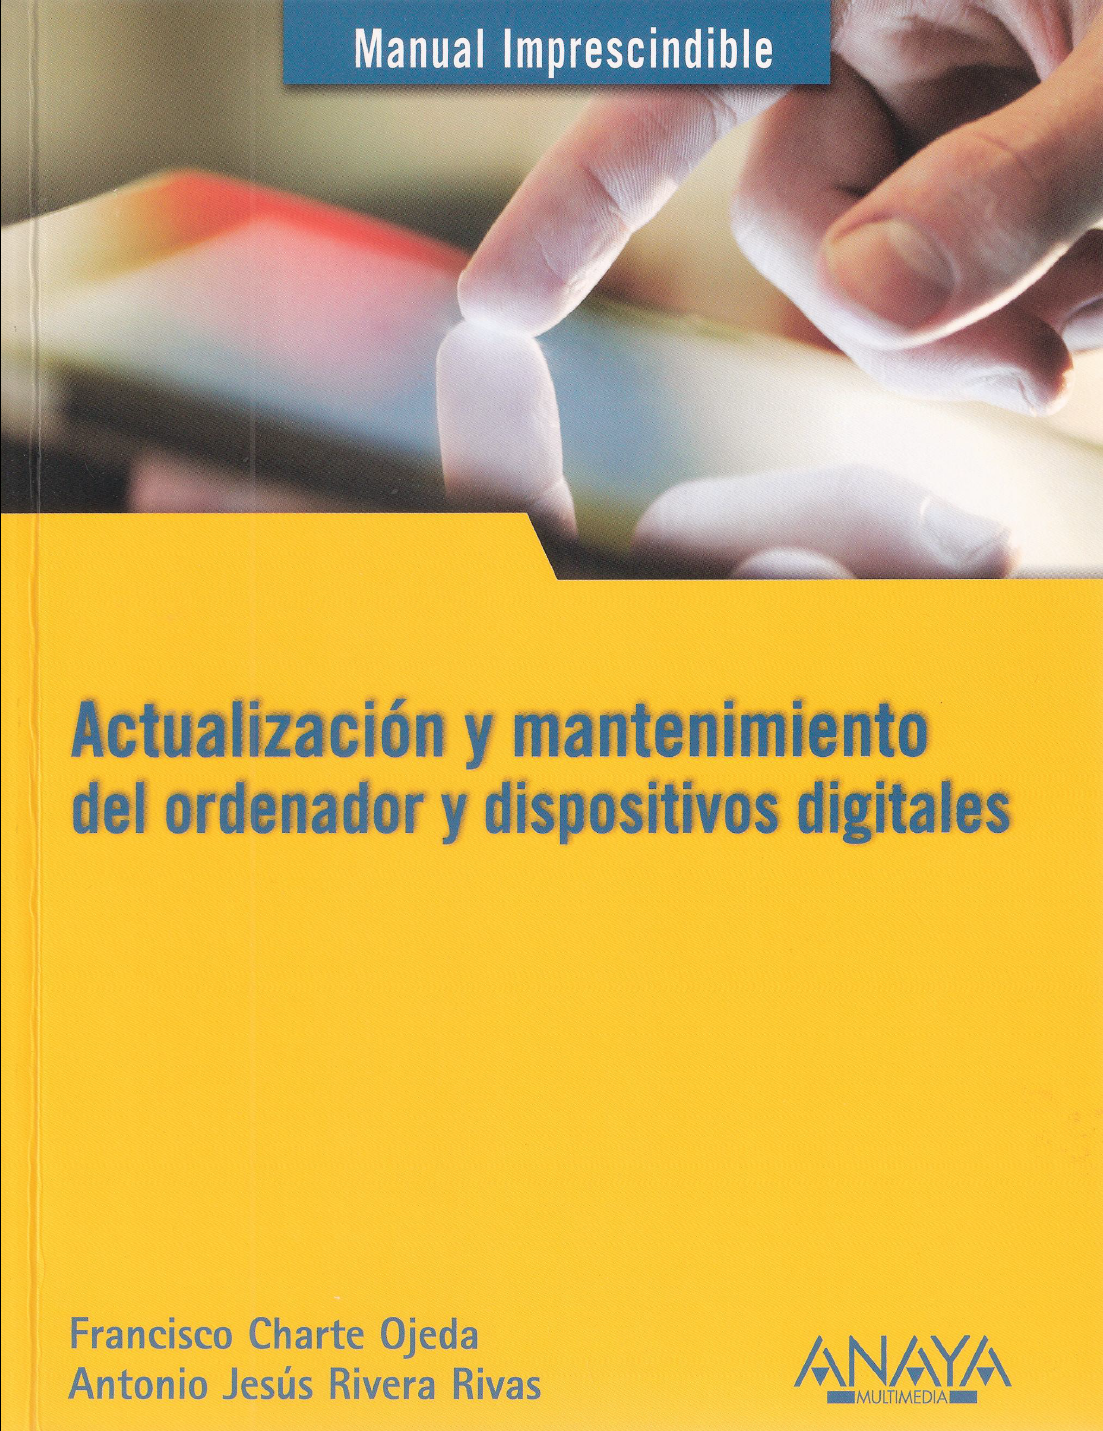 Manual Imprescindible
Actualización y mantenimiento
del ordenador y dispositivos digitales
Francisco Charte Ojeda
Antonio Jesús Rivera Rivas
ANAYA
MULTIMEDIA